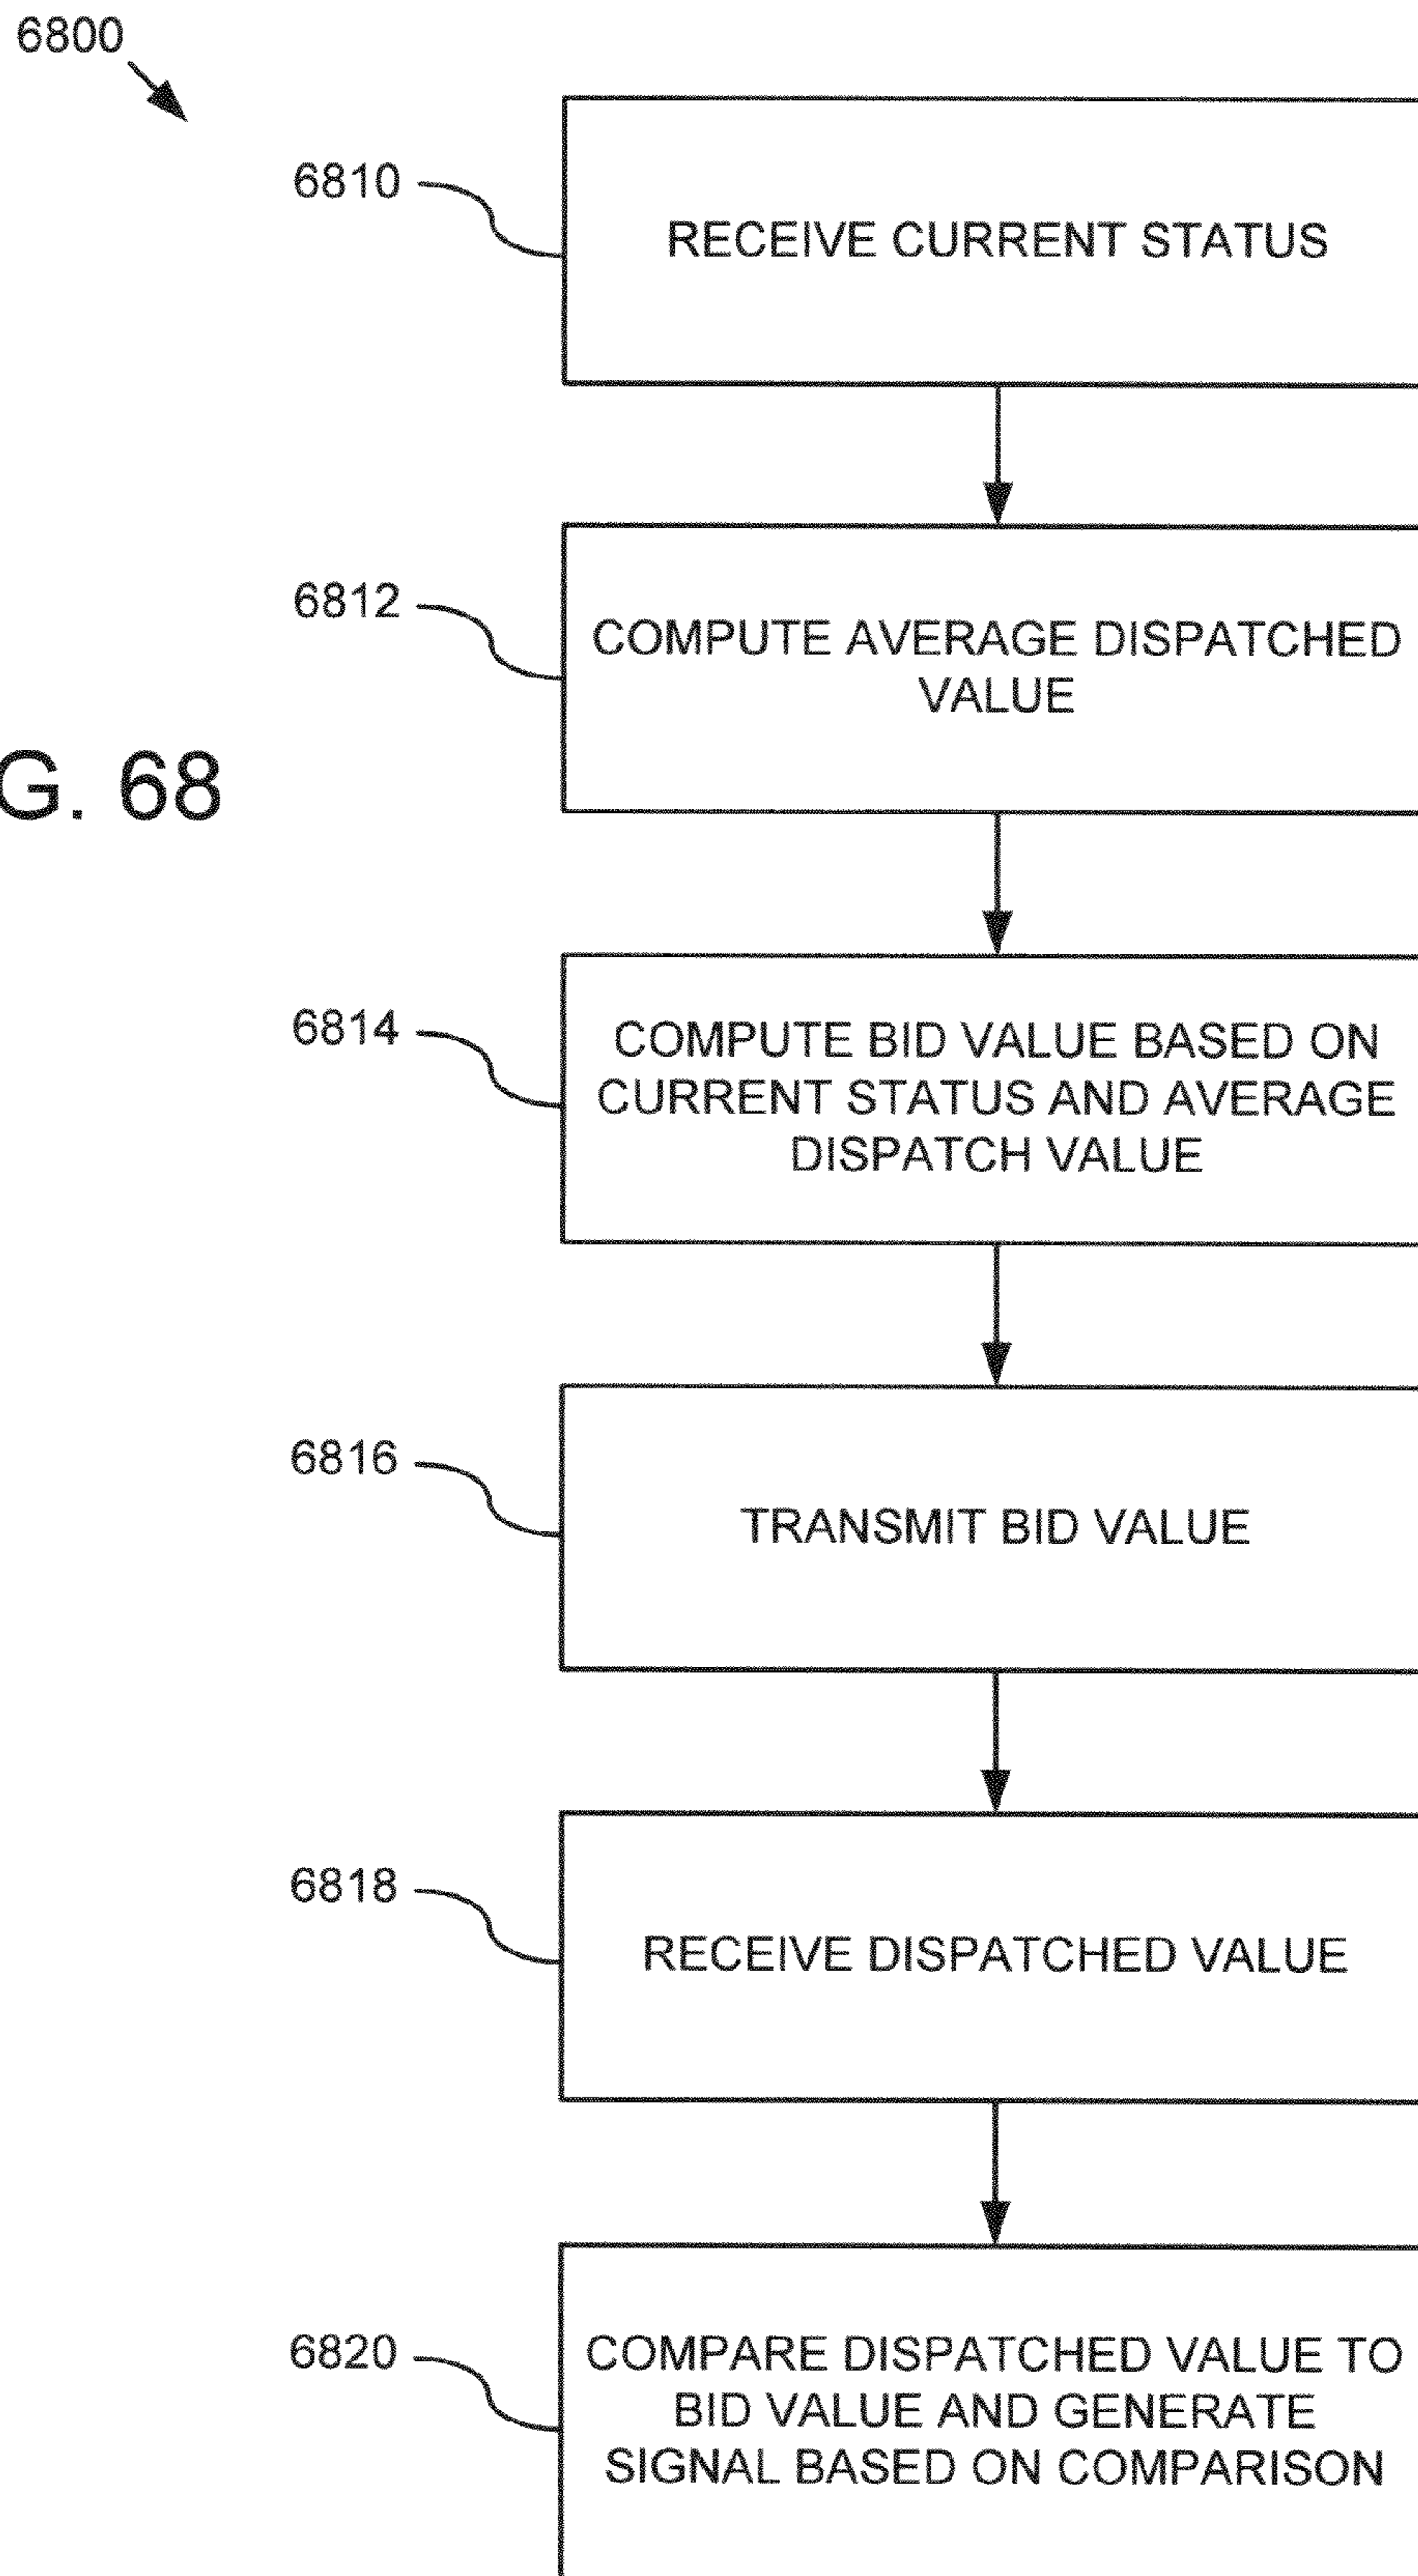 6800
6810
RECEIVE CURRENT STATUS
6812
COMPUTE AVERAGE DISPATCHED
VALUE
G. 68
6814
COMPUTE BID VALUE BASED ON
CURRENT STATUS AND AVERAGE
DISPATCH VALUE
6816
TRANSMIT BID VALUE
6818
RECEIVE DISPATCHED VALUE
6820
COMPARE DISPATCHED VALUE TO
BID VALUE AND GENERATE
SIGNAL BASED ON COMPARISON